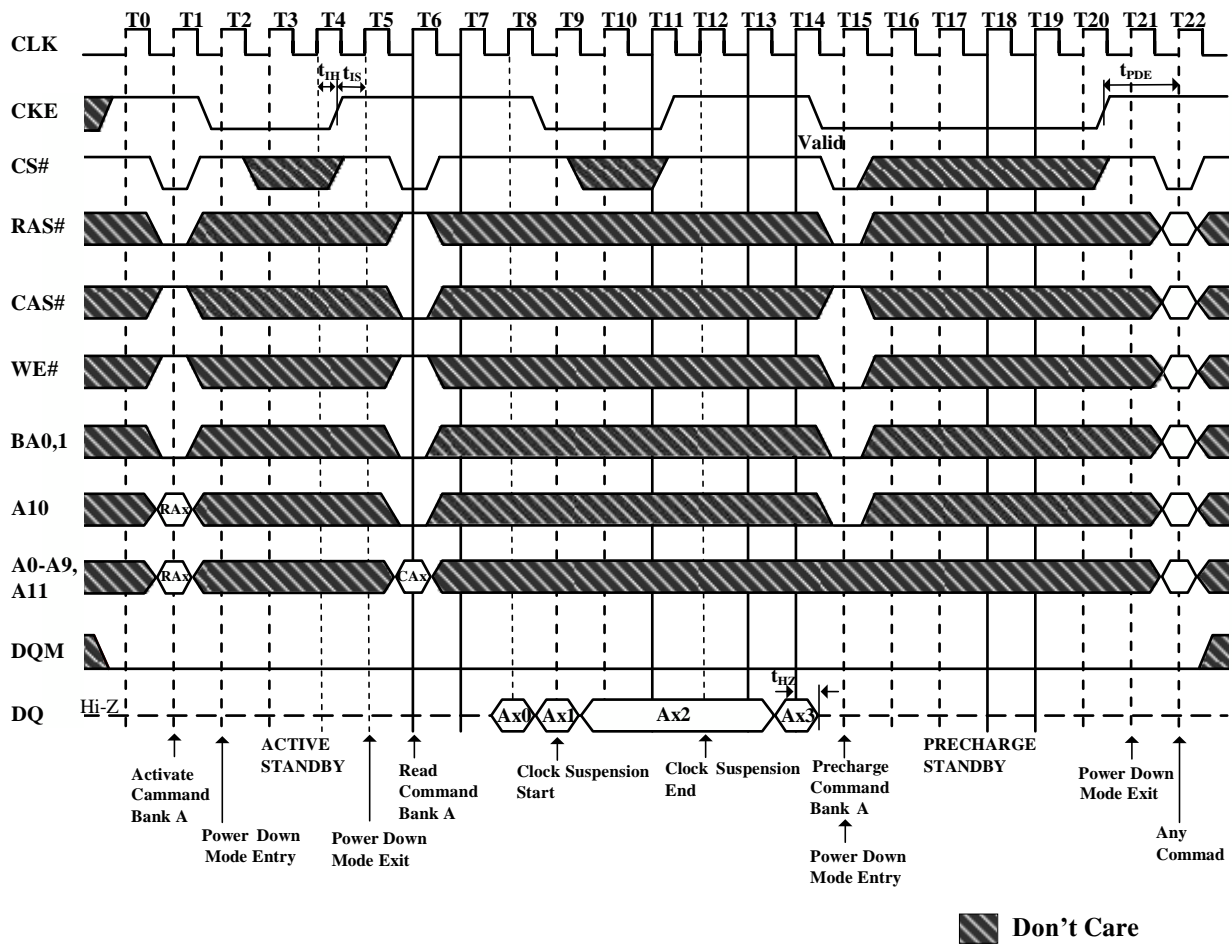 T0 T1 T2 T3 T4 T5 T6 T7 T8 T9 T10 T11 T12 T13 T14 T15 T16 T17 T18 T19 T20 T21 T22
CLK
tIH tIS
tPDE
CKE
Valid
CS#
RAS#
CAS#
WE#
BA0,1
A10
RAx
A0-A9,
A11
RAx
CAx
DQM
tHZ
DQ
Hi-Z
Ax0
Ax1
Ax2
Ax3
Activate
Cammand
Bank A
Power Down
Mode Entry
ACTIVE
STANDBY
Power Down
Mode Exit
Read
Command
Bank A
Clock Suspension
Start
Clock Suspension
End
Precharge
Command
Bank A
Power Down
Mode Entry
PRECHARGE
STANDBY
Power Down
Mode Exit
Any
Commad
Don't Care